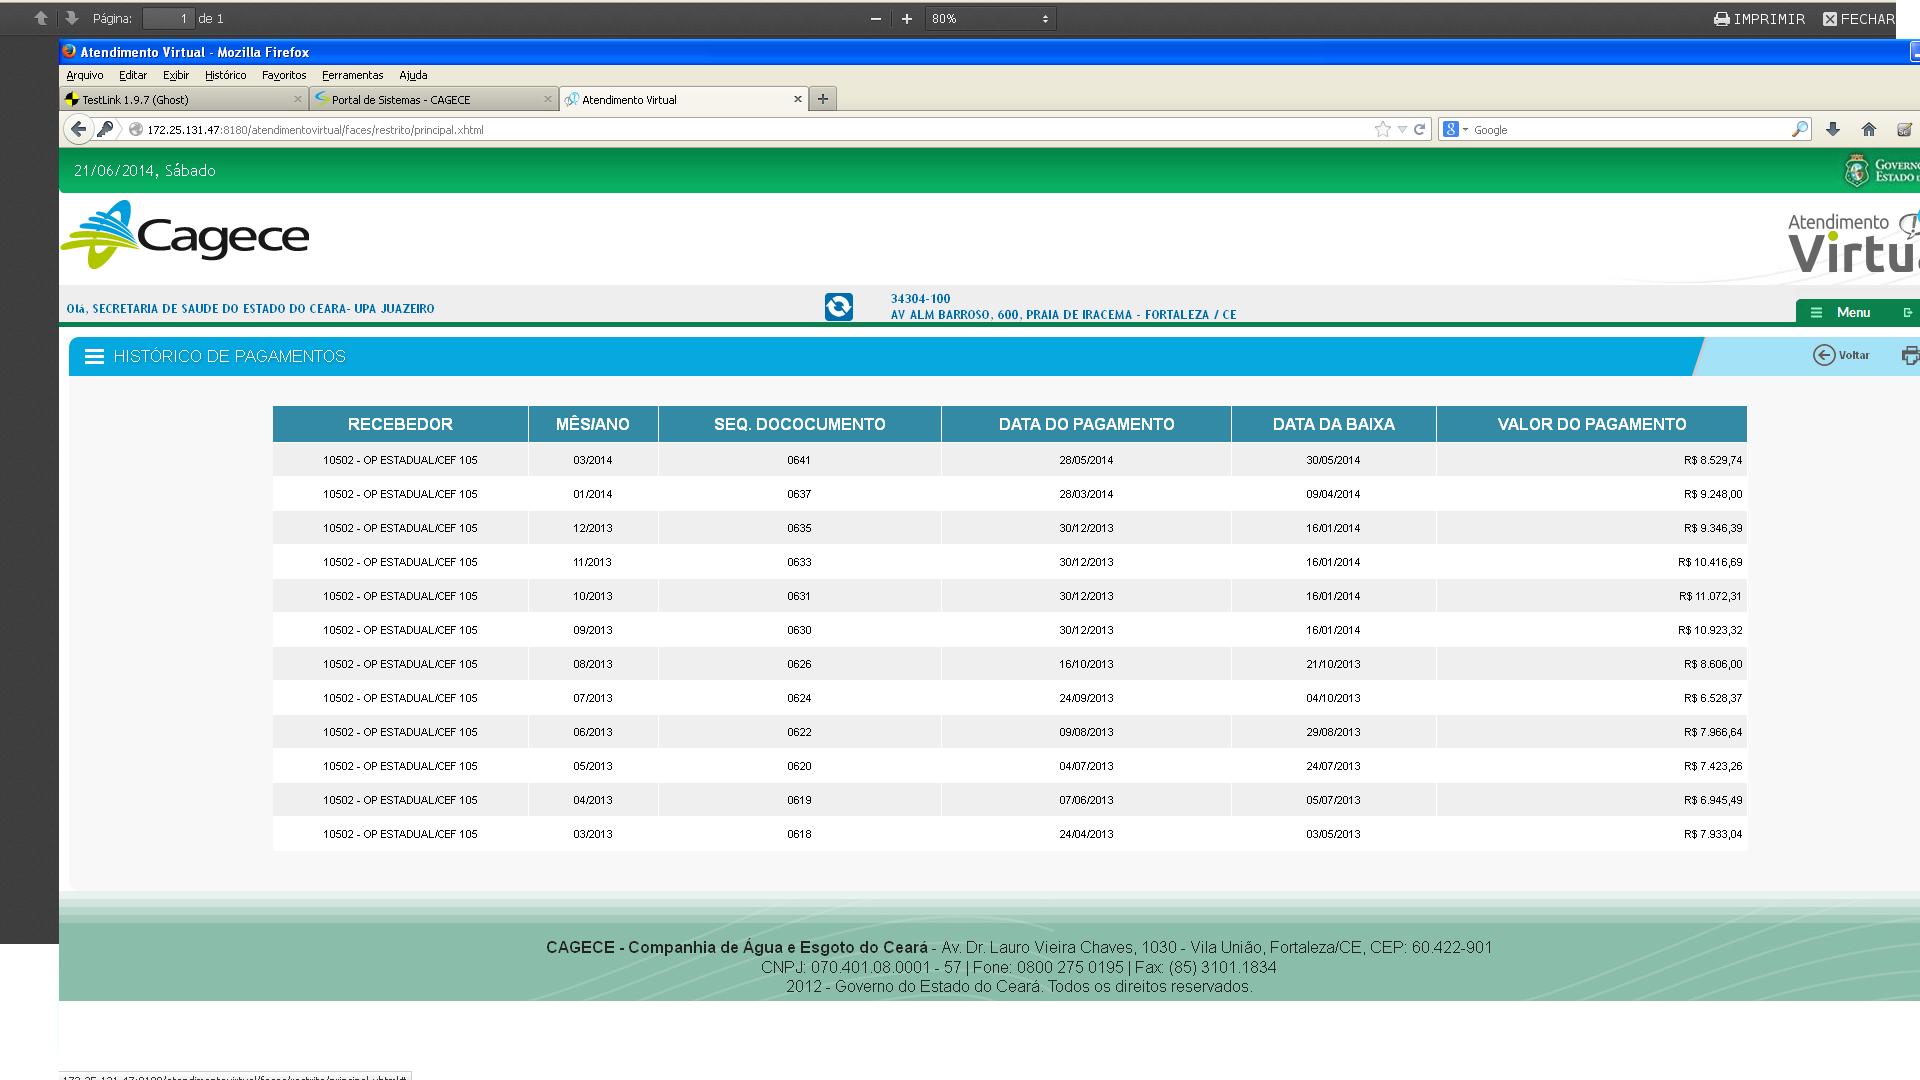 Página: 1 de 1 80% IMPRIMIR FECHAR
Atendimento Virtual - Mozilla Firefox
Arquivo Editar Exibir Histórico Favoritos Ferramentas Ajuda
TestLink 1.9.7 (Ghost) Portal de Sistemas - CAGECE Atendimento Virtual
172.25.131.47:8180/atendimentovirtual/faces/restrito/principal.xhtml Google
21/06/2014, Sábado
GOVERNO
ESTADO
Cagece
Atendimento
Virtua
Olá, SECRETARIA DE SAUDE DO ESTADO DO CEARA- UPA JUAZEIRO
34304-100
AV ALM BARROSO, 600, PRAIA DE IRACEMA - FORTALEZA / CE
Menu
HISTÓRICO DE PAGAMENTOS Voltar
RECEBEDOR MÊS/ANO SEQ. DOCOCUMENTO DATA DO PAGAMENTO DATA DA BAIXA VALOR DO PAGAMENTO
10502 - OP ESTADUAL/CEF 105 03/2014 0641 28/05/2014 30/05/2014 R$ 8.529,74
10502 - OP ESTADUAL/CEF 105 01/2014 0637 28/03/2014 09/04/2014 R$ 9.248,00
10502 - OP ESTADUAL/CEF 105 12/2013 0635 30/12/2013 16/01/2014 R$ 9.346,39
10502 - OP ESTADUAL/CEF 105 11/2013 0633 30/12/2013 16/01/2014 R$ 10.416,69
10502 - OP ESTADUAL/CEF 105 10/2013 0631 30/12/2013 16/01/2014 R$ 11.072,31
10502 - OP ESTADUAL/CEF 105 09/2013 0630 30/12/2013 16/01/2014 R$ 10.923,32
10502 - OP ESTADUAL/CEF 105 08/2013 0626 16/10/2013 21/10/2013 R$ 8.606,00
10502 - OP ESTADUAL/CEF 105 07/2013 0624 24/09/2013 04/10/2013 R$ 6.528,37
10502 - OP ESTADUAL/CEF 105 06/2013 0622 09/08/2013 29/08/2013 R$ 7.966,64
10502 - OP ESTADUAL/CEF 105 05/2013 0620 04/07/2013 24/07/2013 R$ 7.423,26
10502 - OP ESTADUAL/CEF 105 04/2013 0619 07/06/2013 05/07/2013 R$ 6.945,49
10502 - OP ESTADUAL/CEF 105 03/2013 0618 24/04/2013 03/05/2013 R$ 7.933,04
CAGECE - Companhia de Água e Esgoto do Ceará - Av. Dr. Lauro Vieira Chaves, 1030 - Vila União, Fortaleza/CE, CEP: 60.422-901
CNPJ: 070.401.08.0001 - 57 | Fone: 0800 275 0195 | Fax: (85) 3101.1834
2012 - Governo do Estado do Ceará. Todos os direitos reservados.